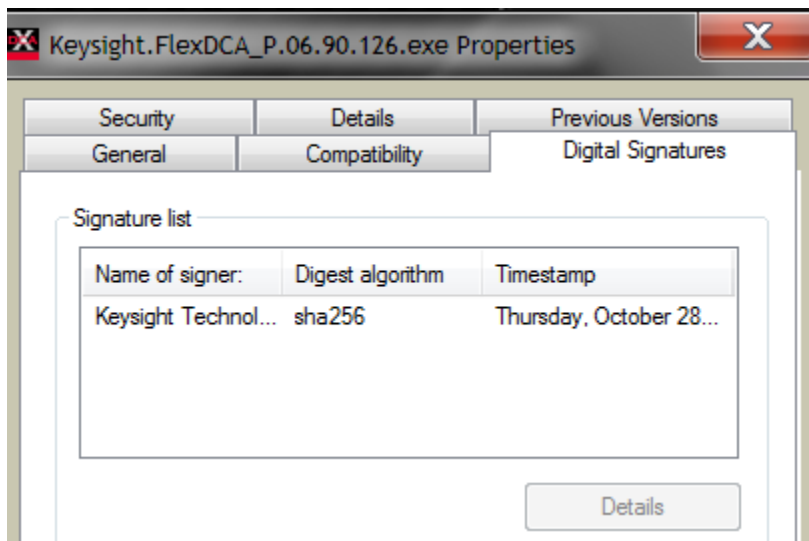 Keysight.FlexDCA_P.06.90.126.exe Properties
Security Details Previous Versions
General Compatibility Digital Signatures
Signature list
Name of signer: Digest algorithm Timestamp
Keysight Technol... sha256 Thursday, October 28...
Details